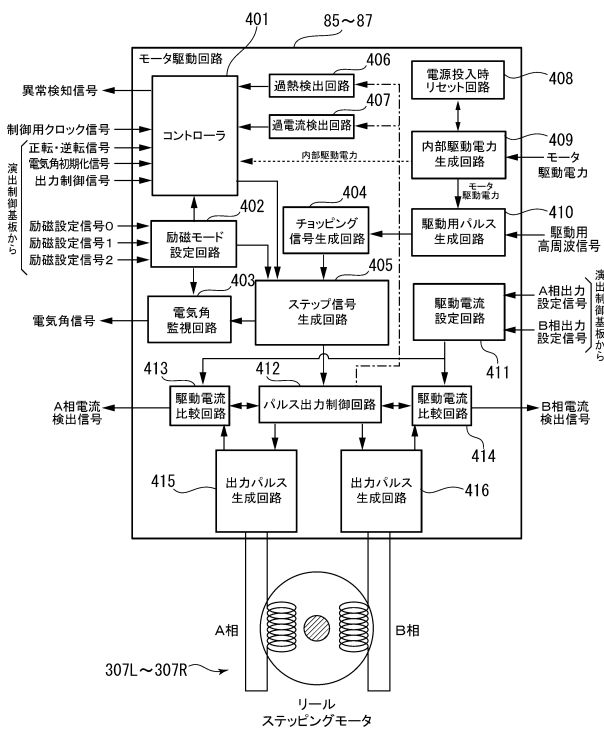 85～87
モータ駆動回路
401
コントローラ
406
過熱検出回路
407
過電流検出回路
電源投入時
リセット回路
408
409
内部駆動電力
生成回路
内部駆動電力
モータ
駆動電力
モータ
駆動電力
410
駆動用パルス
生成回路
駆動用
高周波信号
404
チョッピング
信号生成回路
異常検知信号
制御用クロック信号
正転・逆転信号
電気角初期化信号
出力制御信号
演出制御基板から
励磁設定信号0
励磁設定信号1
励磁設定信号2
402
励磁モード
設定回路
403
電気角
監視回路
電気角信号
405
ステップ信号
生成回路
駆動電流
設定回路
411
A相出力
設定信号
B相出力
設定信号
演出制御基板から
413
駆動電流
比較回路
412
パルス出力制御回路
駆動電流
比較回路
414
A相電流
検出信号
B相電流
検出信号
415
出力パルス
生成回路
出力パルス
生成回路
416
A相
B相
307L～307R
リール
ステッピングモータ